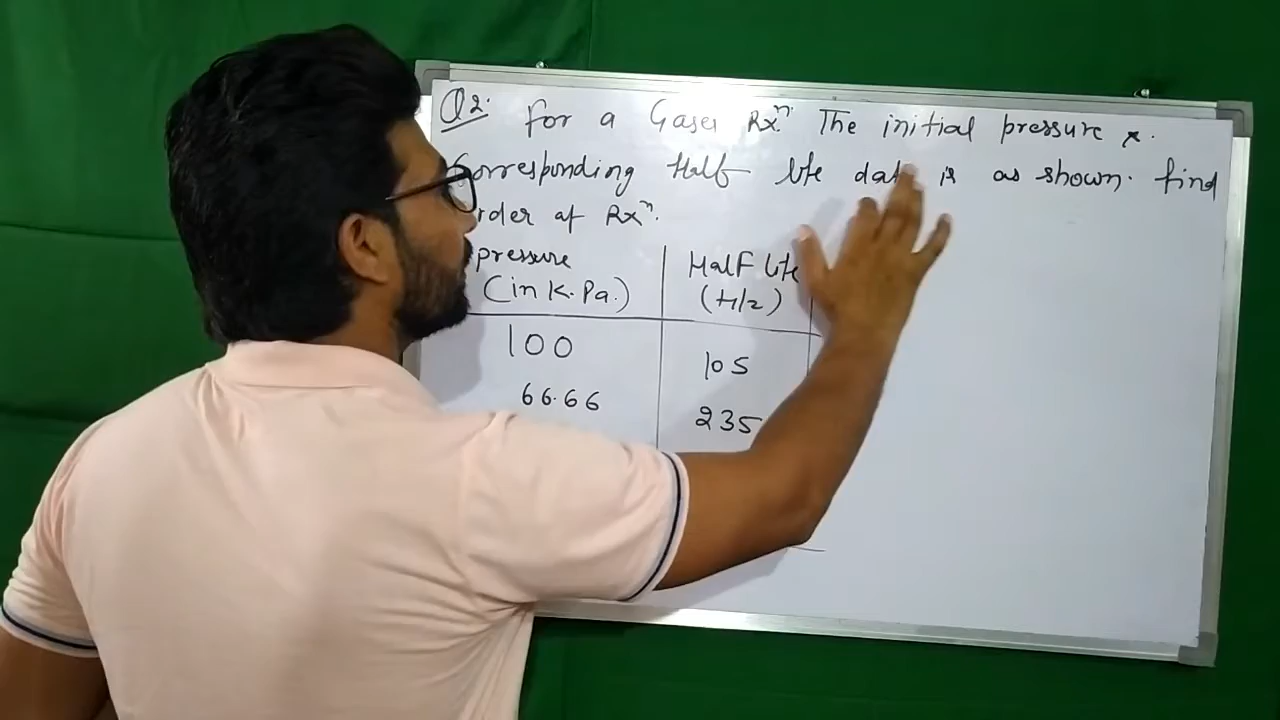 Q2. For a Gases Rxn. The initial pressure &.
Corresponding Half life data is as shown. find
rder of Rxn.
pressure
(in K.Pa.)
Half life
(t1/2)
100
105
66.66
235